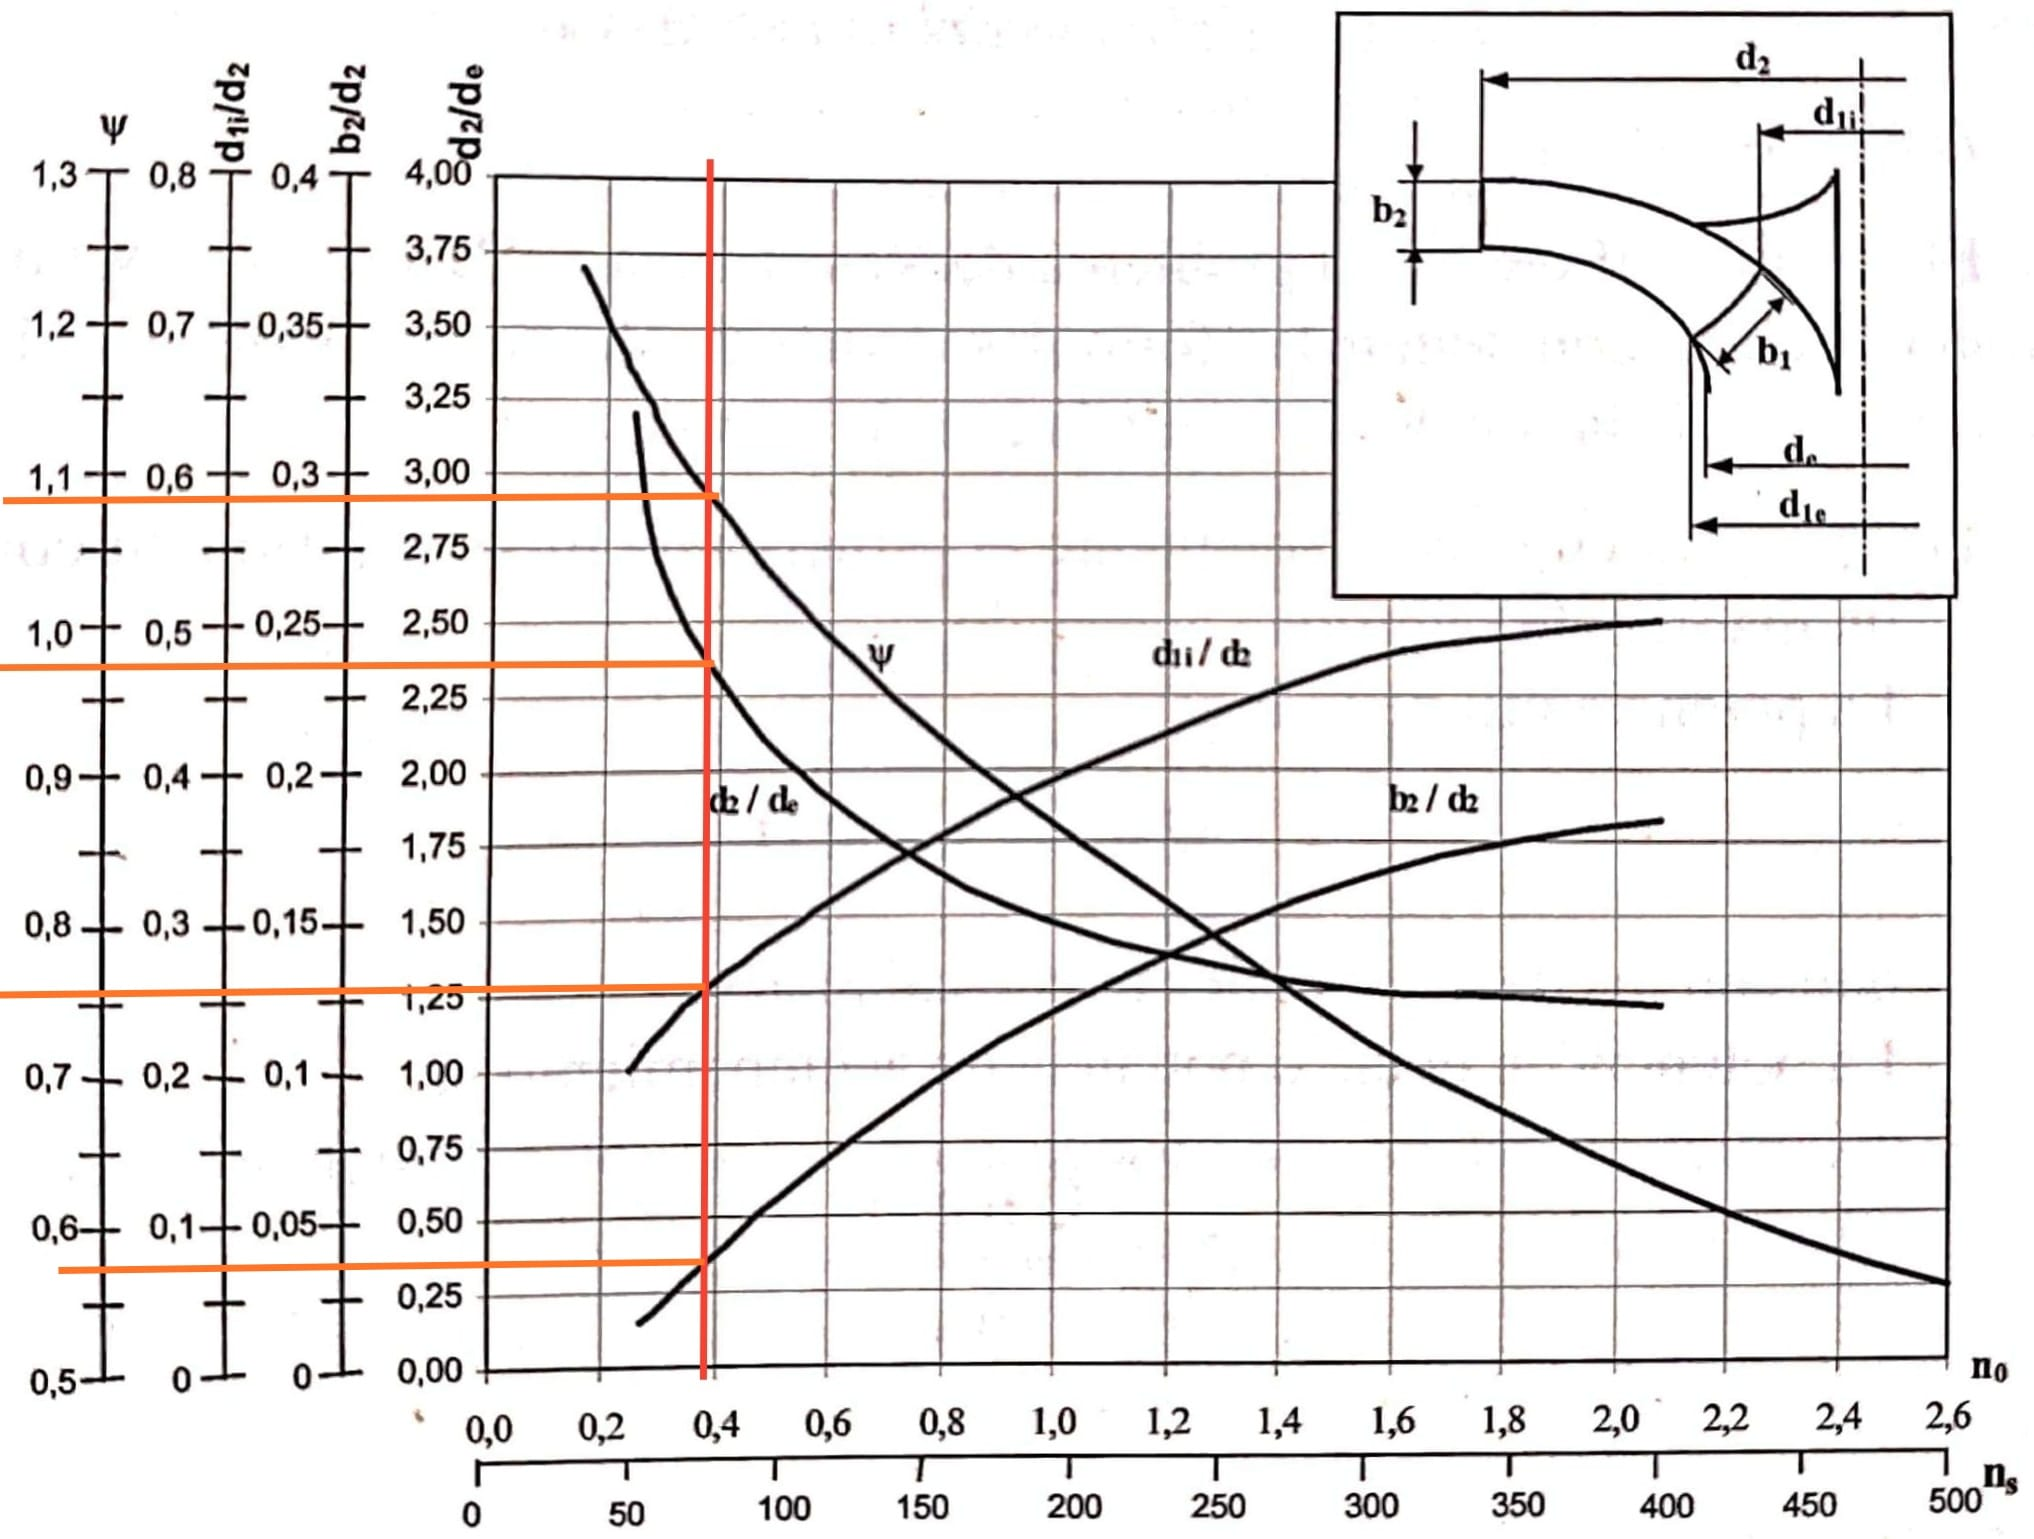 ψ
d1i/d2
b2/d2
d2/de
1,3 0,8 0,4 4,00
3,75
1,2 0,7 0,35 3,50
3,25
1,1 0,6 0,3 3,00
2,75
1,0 0,5 0,25 2,50
2,25
0,9 0,4 0,2 2,00
1,75
0,8 0,3 0,15 1,50
1,25
0,7 0,2 0,1 1,00
0,75
0,6 0,1 0,05 0,50
0,25
0,5 0 0 0,00
ψ
d1i / d2
d2 / de
b2 / d2
d2
d1i
b2
b1
de
d1e
n0
0,0 0,2 0,4 0,6 0,8 1,0 1,2 1,4 1,6 1,8 2,0 2,2 2,4 2,6
ns
0 50 100 150 200 250 300 350 400 450 500